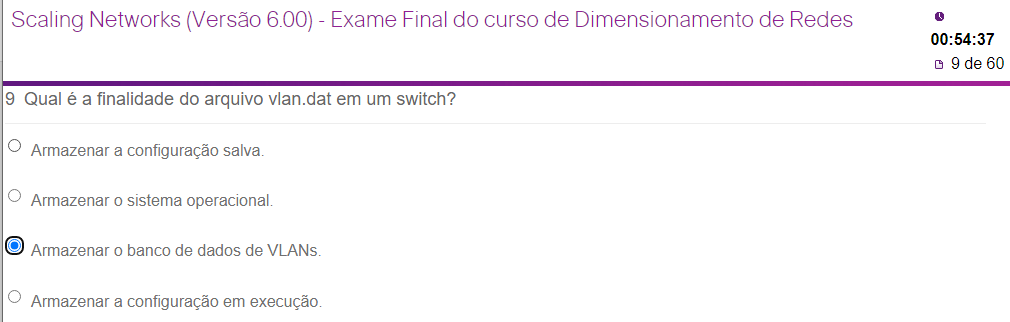 Scaling Networks (Versão 6.00) - Exame Final do curso de Dimensionamento de Redes
00:54:37
9 de 60
9 Qual é a finalidade do arquivo vlan.dat em um switch?
Armazenar a configuração salva.
Armazenar o sistema operacional.
Armazenar o banco de dados de VLANs.
Armazenar a configuração em execução.